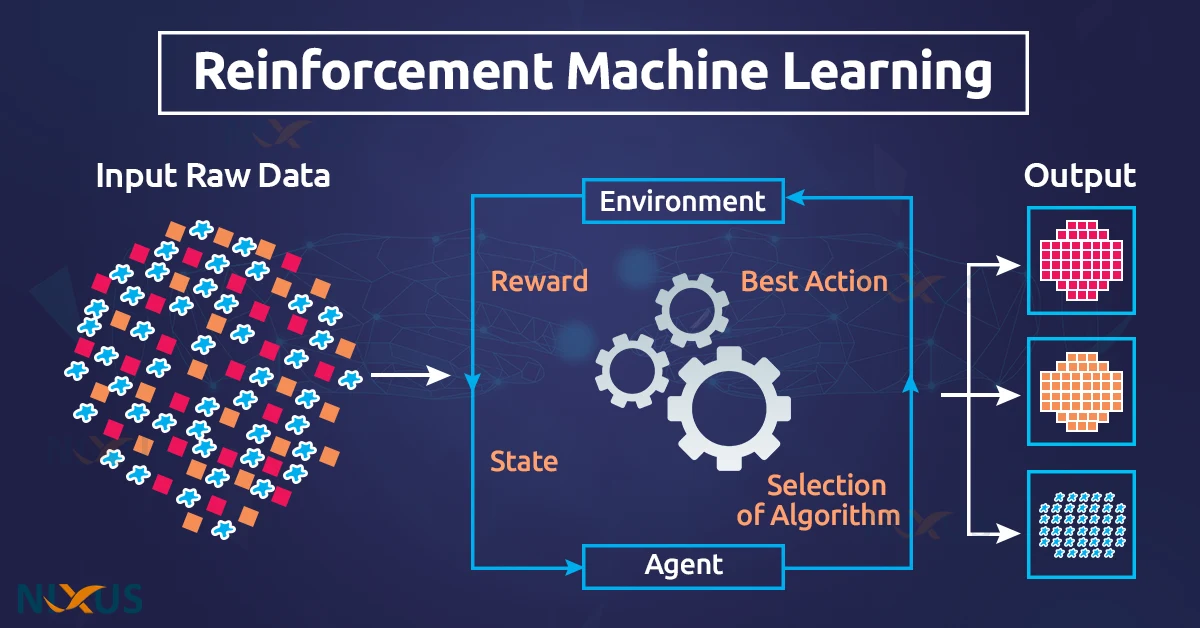 Reinforcement Machine Learning
Input Raw Data
Output
Environment
Reward
Best Action
State
Selection
of Algorithm
Agent
NIXUS